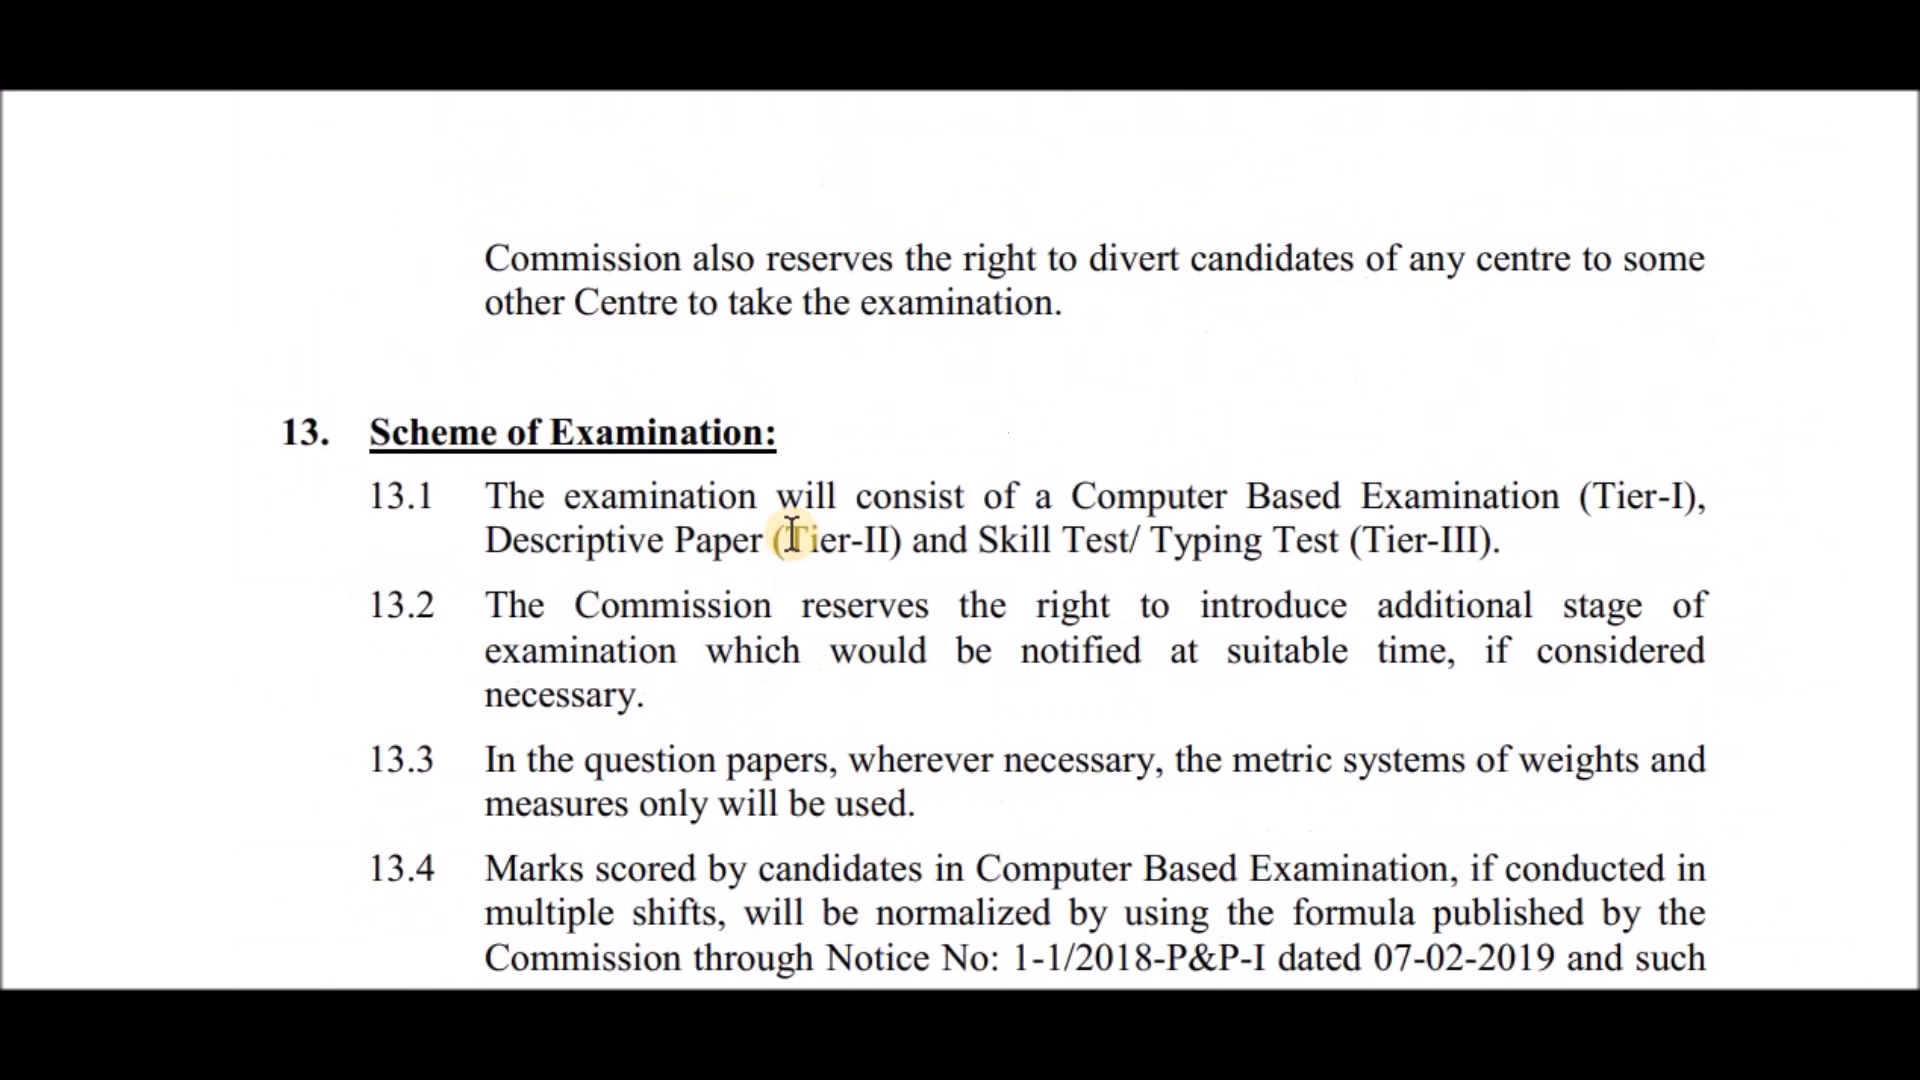 Commission also reserves the right to divert candidates of any centre to some
other Centre to take the examination.
13. Scheme of Examination:
13.1 The examination will consist of a Computer Based Examination (Tier-I),
Descriptive Paper (Tier-II) and Skill Test/ Typing Test (Tier-III).
13.2 The Commission reserves the right to introduce additional stage of
examination which would be notified at suitable time, if considered
necessary.
13.3 In the question papers, wherever necessary, the metric systems of weights and
measures only will be used.
13.4 Marks scored by candidates in Computer Based Examination, if conducted in
multiple shifts, will be normalized by using the formula published by the
Commission through Notice No: 1-1/2018-P&P-I dated 07-02-2019 and such